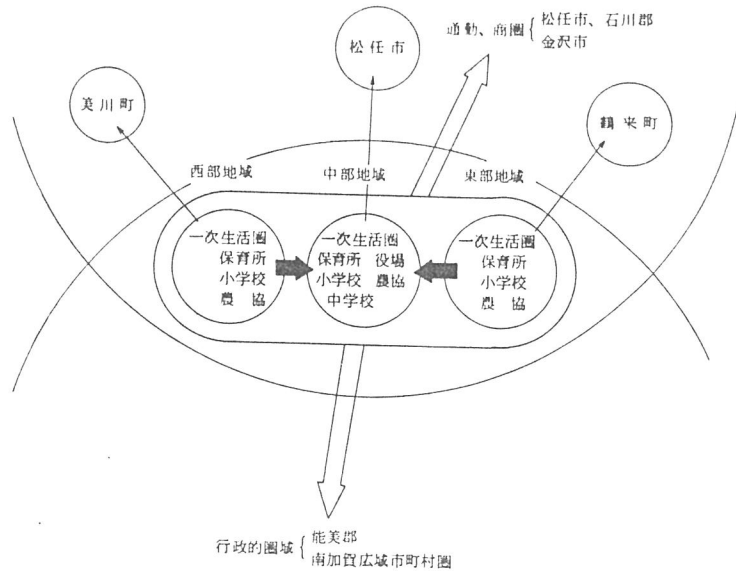 通勤、商圏 { 松任市、石川郡
金沢市
松任市
美川町
鶴来町
西部地域
中部地域
東部地域
一次生活圏
保育所
小学校
農 協
一次生活圏
保育所 役場
小学校 農協
中学校
一次生活圏
保育所
小学校
農 協
行政的圏域 { 能美郡
南加賀広域市町村圏